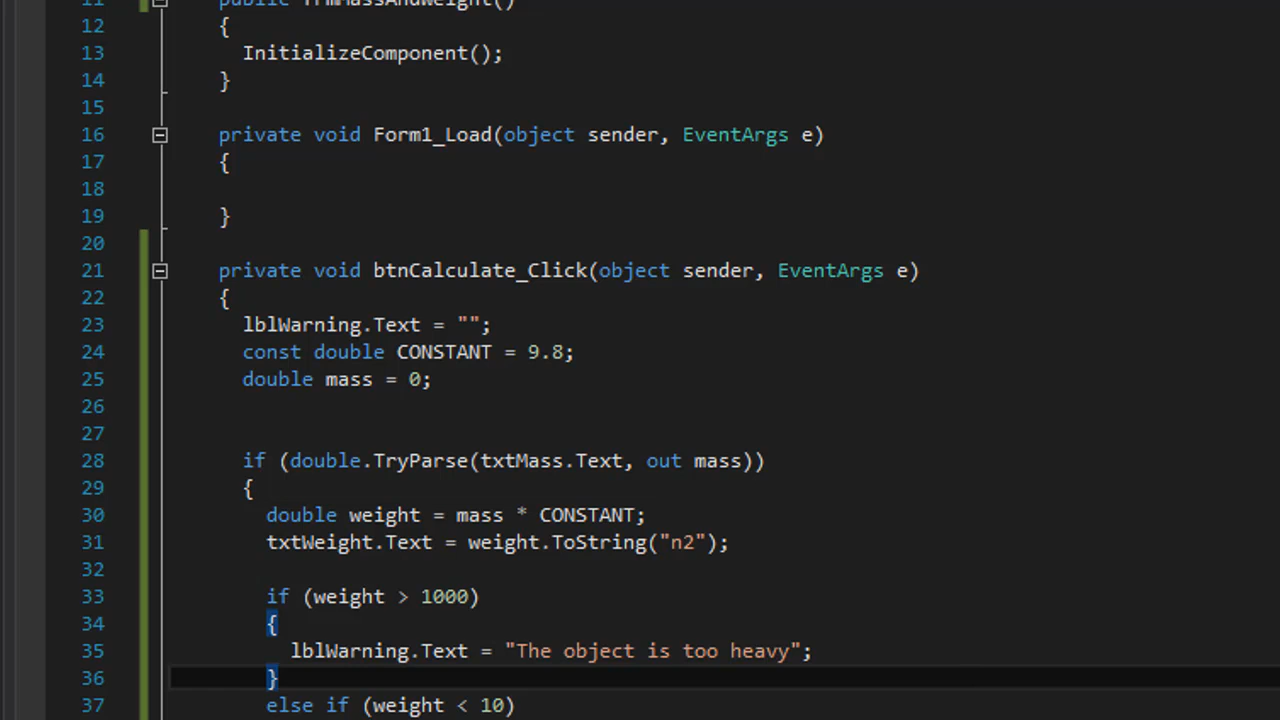 11 public frmMassAndWeight()
12 {
13 InitializeComponent();
14 }
15
16 private void Form1_Load(object sender, EventArgs e)
17 {
18
19 }
20
21 private void btnCalculate_Click(object sender, EventArgs e)
22 {
23 lblWarning.Text = "";
24 const double CONSTANT = 9.8;
25 double mass = 0;
26
27
28 if (double.TryParse(txtMass.Text, out mass))
29 {
30 double weight = mass * CONSTANT;
31 txtWeight.Text = weight.ToString("n2");
32
33 if (weight > 1000)
34 {
35 lblWarning.Text = "The object is too heavy";
36 }
37 else if (weight < 10)